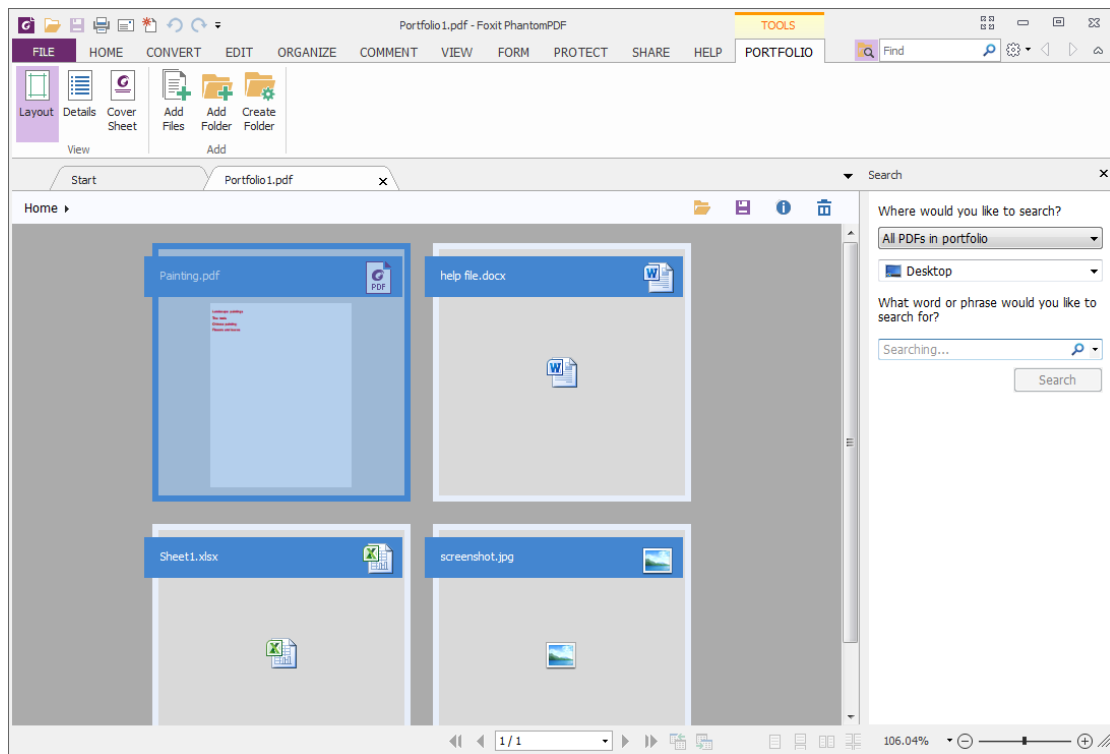 Portfolio1.pdf - Foxit PhantomPDF
TOOLS
FILE HOME CONVERT EDIT ORGANIZE COMMENT VIEW FORM PROTECT SHARE HELP PORTFOLIO Find
Layout Details Cover Sheet Add Files Add Folder Create Folder
View Add
Start Portfolio1.pdf Search
Home
Where would you like to search?
All PDFs in portfolio
Desktop
What word or phrase would you like to
search for?
Searching...
Search
Painting.pdf
PDF
help file.docx
Sheet1.xlsx
screenshot.jpg
1 / 1
106.04%